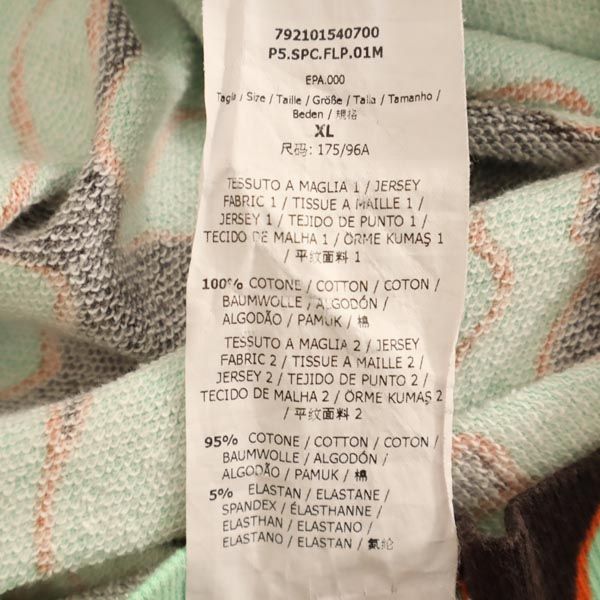 792101540700
P5.SPC.FLP.01M
EPA.000
Taglia / Size / Taille / Größe / Talla / Tamanho /
Beden / 規格
XL
尺码: 175/96A
TESSUTO A MAGLIA 1 / JERSEY
FABRIC 1 / TISSUE A MAILLE 1 /
JERSEY 1 / TEJIDO DE PUNTO 1 /
TECIDO DE MALHA 1 / ÖRME KUMAŞ 1
/ 平纹面料 1
100% COTONE / COTTON / COTON /
BAUMWOLLE / ALGODÓN /
ALGODÃO / PAMUK / 棉
TESSUTO A MAGLIA 2 / JERSEY
FABRIC 2 / TISSUE A MAILLE 2 /
JERSEY 2 / TEJIDO DE PUNTO 2 /
TECIDO DE MALHA 2 / ÖRME KUMAŞ 2
/ 平纹面料 2
95% COTONE / COTTON / COTON /
BAUMWOLLE / ALGODÓN /
ALGODÃO / PAMUK / 棉
5% ELASTAN / ELASTANE /
SPANDEX / ÉLASTHANNE /
ELASTHAN / ELASTANO /
ELASTANO / ELASTAN / 氨纶